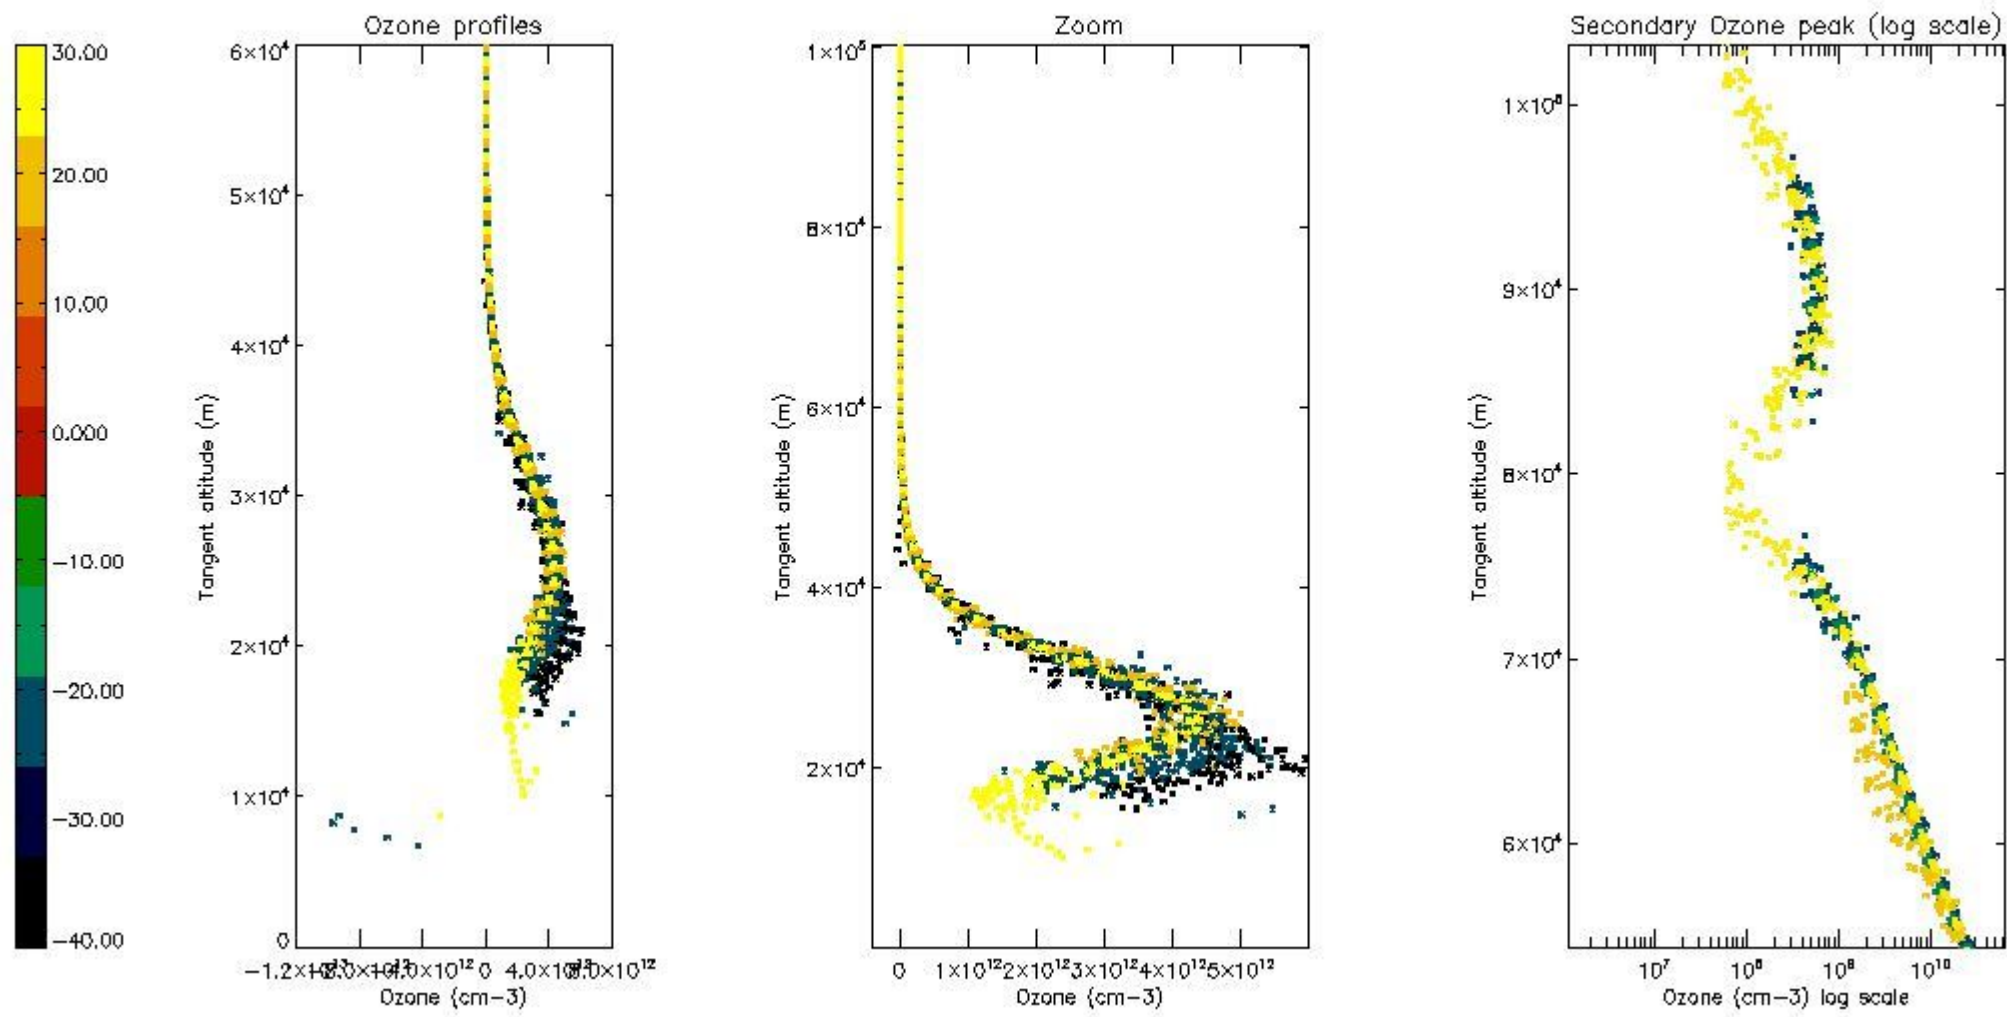 Ozone profiles
Zoom
Secondary Ozone peak (log scale)
30.00
20.00
10.00
0.000
−10.00
−20.00
−30.00
−40.00
6×10⁴
5×10⁴
4×10⁴
3×10⁴
2×10⁴
1×10⁴
0
Tangent altitude (m)
0
Ozone (cm−3)
1×10⁵
8×10⁴
6×10⁴
4×10⁴
2×10⁴
Tangent altitude (m)
0 1×10¹² 2×10¹² 3×10¹² 4×10¹² 5×10¹²
Ozone (cm−3)
9×10⁴
8×10⁴
7×10⁴
6×10⁴
Tangent altitude (m)
10⁷ 10⁸ 10⁹ 10¹⁰
Ozone (cm−3) log scale